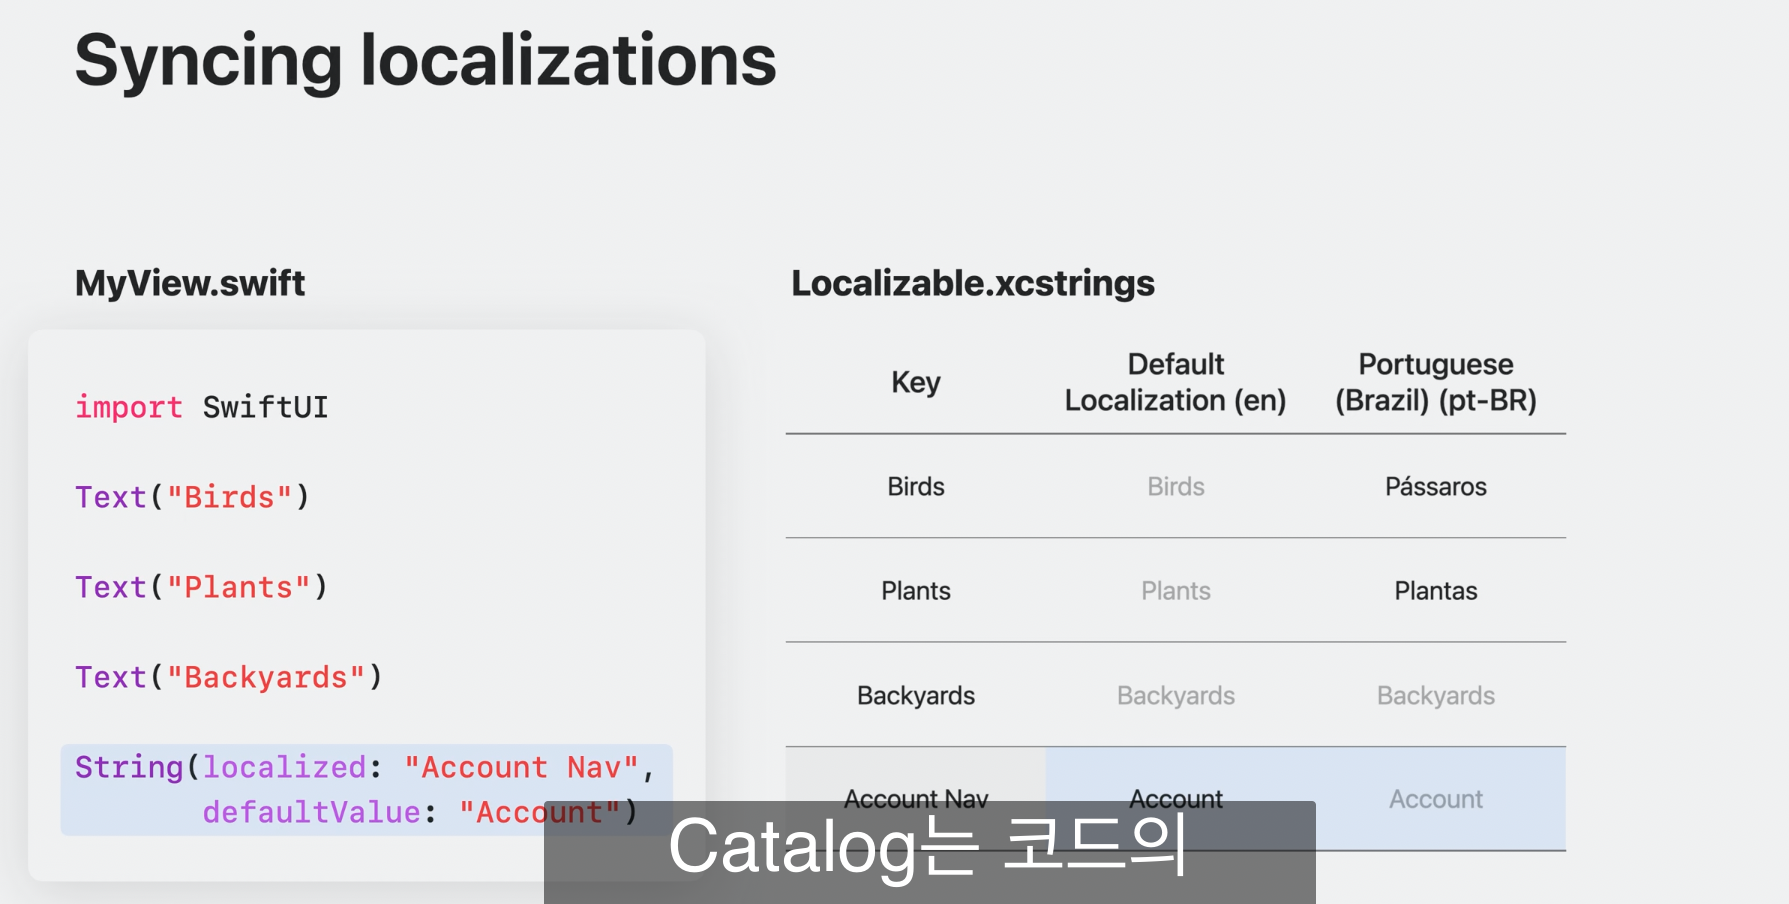 Syncing localizations
MyView.swift
import SwiftUI
Text("Birds")
Text("Plants")
Text("Backyards")
String(localized: "Account Nav",
defaultValue: "Account")
Localizable.xcstrings
Key
Default
Localization (en)
Portuguese
(Brazil) (pt-BR)
Birds Birds Pássaros
Plants Plants Plantas
Backyards Backyards Backyards
Account Nav Account Account
Catalog는 코드의